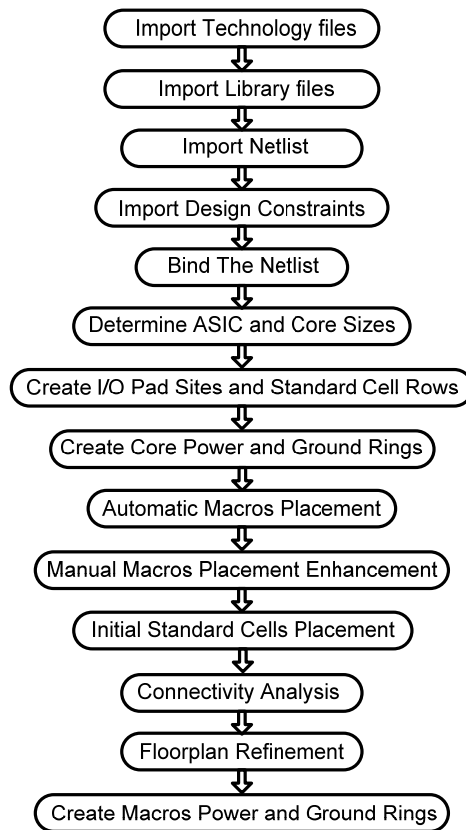 Import Technology files
Import Library files
Import Netlist
Import Design Constraints
Bind The Netlist
Determine ASIC and Core Sizes
Create I/O Pad Sites and Standard Cell Rows
Create Core Power and Ground Rings
Automatic Macros Placement
Manual Macros Placement Enhancement
Initial Standard Cells Placement
Connectivity Analysis
Floorplan Refinement
Create Macros Power and Ground Rings